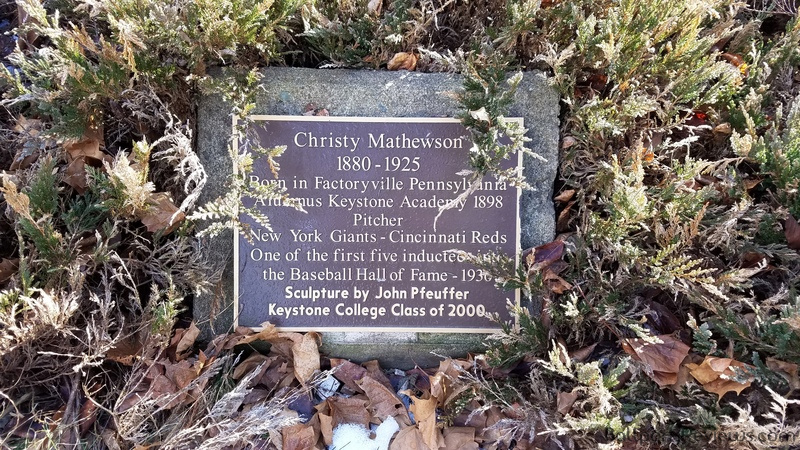 Christy Mathewson
1880-1925
Born in Factoryville Pennsylvania
Alumnus Keystone Academy 1898
Pitcher
New York Giants - Cincinnati Reds
One of the first five inducted into
the Baseball Hall of Fame - 1936
Sculpture by John Pfeuffer
Keystone College Class of 2000